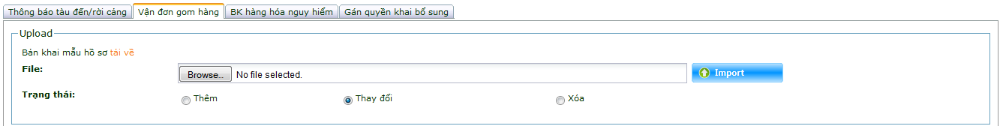 Thông báo tàu đến/rời cảng Vận đơn gom hàng BK hàng hóa nguy hiểm Gán quyền khai bổ sung
Upload
Bản khai mẫu hồ sơ tải về
File: Browse... No file selected. Import
Trạng thái: Thêm Thay đổi Xóa